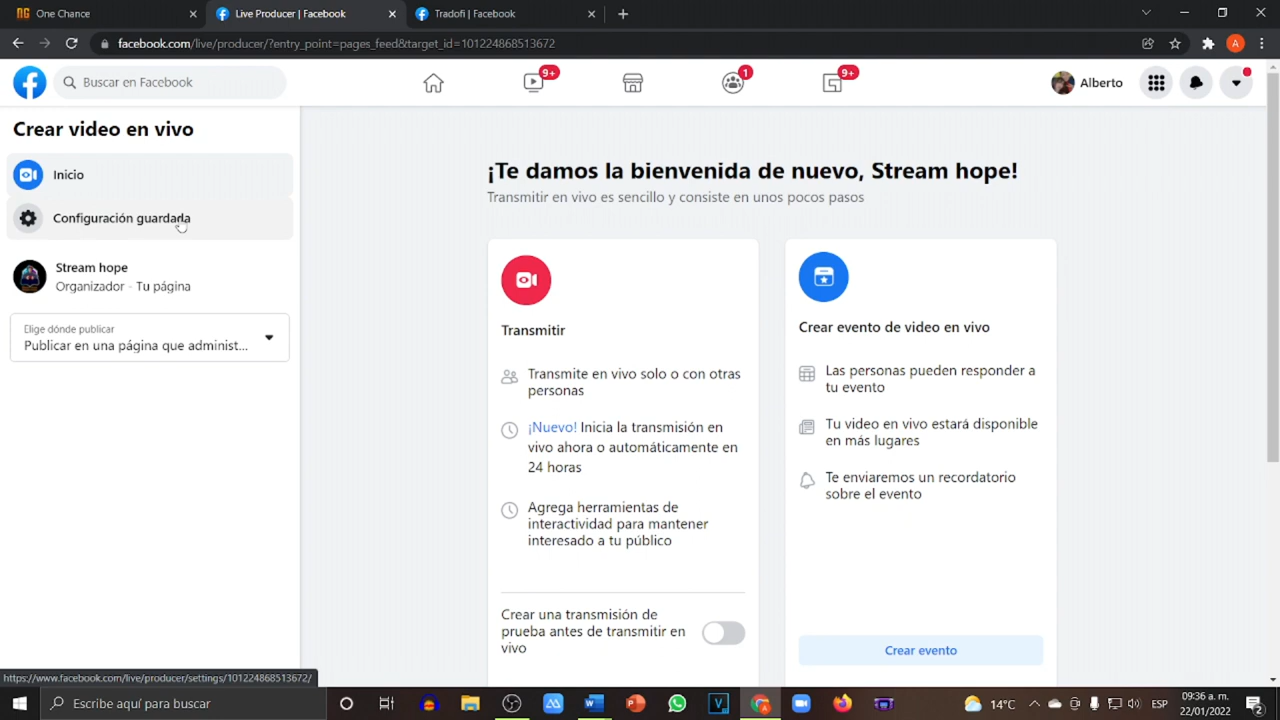 One Chance
Live Producer | Facebook
Tradofi | Facebook
facebook.com/live/producer/?entry_point=pages_feed&target_id=101224868513672
A
Buscar en Facebook
9+
1
9+
Alberto
Crear video en vivo
Inicio
Configuración guardada
Stream hope
Organizador - Tu página
Elige dónde publicar
Publicar en una página que administ...
¡Te damos la bienvenida de nuevo, Stream hope!
Transmitir en vivo es sencillo y consiste en unos pocos pasos
Transmitir
Transmite en vivo solo o con otras
personas
¡Nuevo! Inicia la transmisión en
vivo ahora o automáticamente en
24 horas
Agrega herramientas de
interactividad para mantener
interesado a tu público
Crear una transmisión de
prueba antes de transmitir en
vivo
Crear evento de video en vivo
Las personas pueden responder a
tu evento
Tu video en vivo estará disponible
en más lugares
Te enviaremos un recordatorio
sobre el evento
Crear evento
https://www.facebook.com/live/producer/settings/101224868513672/
Escribe aquí para buscar
14°C
ESP
09:36 a. m.
22/01/2022
2